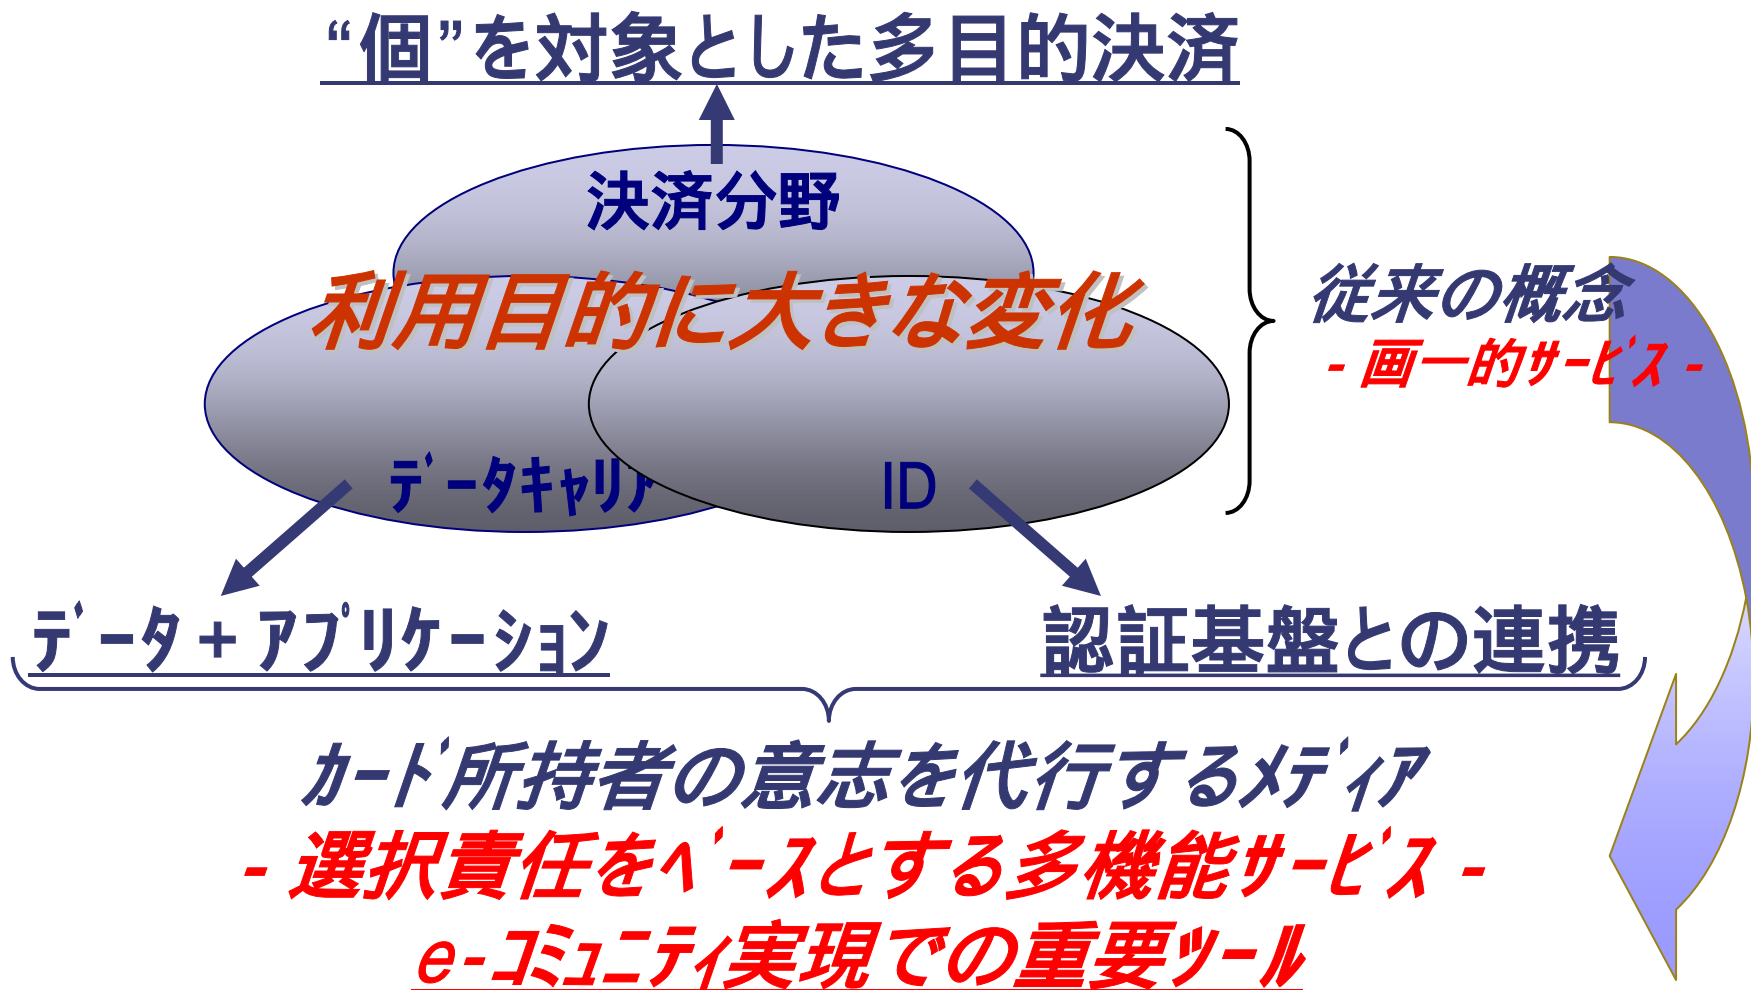 “個”を対象とした多目的決済
決済分野
利用目的に大きな変化
従来の概念
- 画一的ｻｰﾋﾞｽ -
ﾃﾞｰﾀｷｬﾘｱ
ID
ﾃﾞｰﾀ + ｱﾌﾟﾘｹｰｼｮﾝ
認証基盤との連携
ｶｰﾄﾞ所持者の意志を代行するﾒﾃﾞｨｱ
- 選択責任をﾍﾞｰｽとする多機能ｻｰﾋﾞｽ -
e-ｺﾐｭﾆﾃｨ実現での重要ﾂｰﾙ